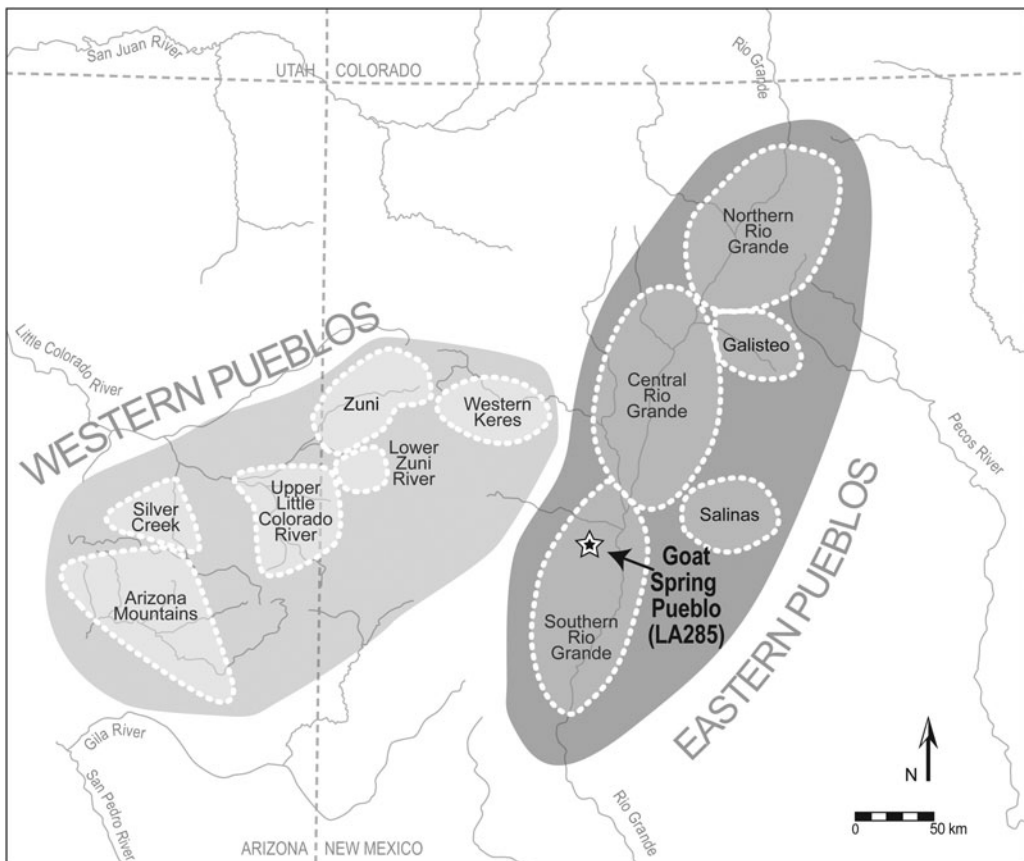 San Juan River
UTAH
COLORADO
Rio Grande
Northern
Rio
Grande
WESTERN PUEBLOS
Little Colorado
River
Galisteo
Central
Rio
Grande
Zuni
Western
Keres
Pecos River
Lower
Zuni
River
Upper
Little
Colorado
River
Silver
Creek
Salinas
Goat
Spring
Pueblo
(LA285)
Arizona
Mountains
Southern
Rio
Grande
EASTERN PUEBLOS
Gila River
San Pedro River
Rio Grande
N
0
50 km
ARIZONA
NEW MEXICO